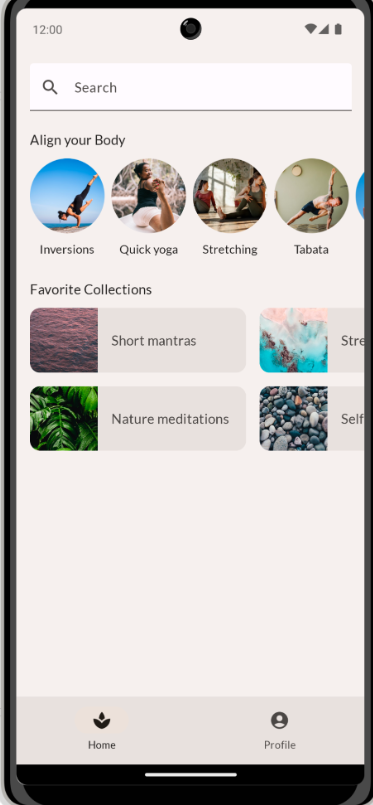 12:00
Search
Align your Body
Inversions Quick yoga Stretching Tabata
Favorite Collections
Short mantras Stre
Nature meditations Self
Home Profile